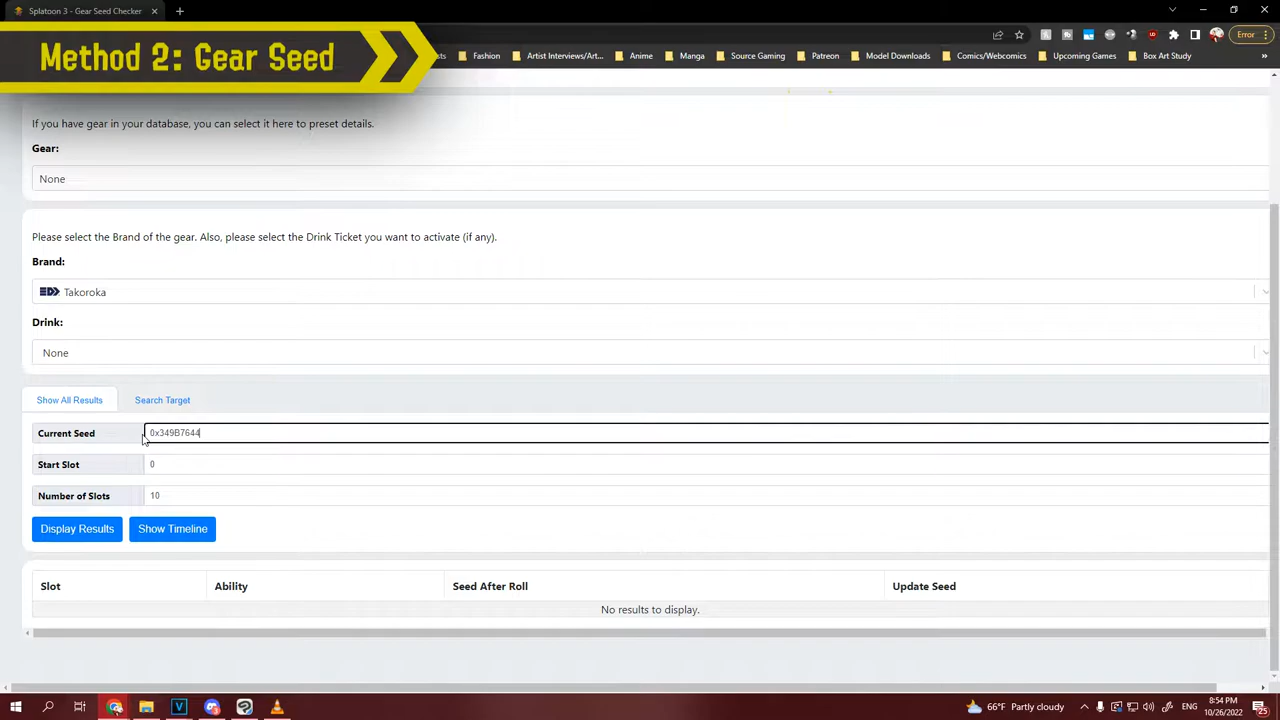 Splatoon 3 - Gear Seed Checker
Method 2: Gear Seed
Error
Fashion
Artist Interviews/Art...
Anime
Manga
Source Gaming
Patreon
Model Downloads
Comics/Webcomics
Upcoming Games
Box Art Study
If you have gear in your database, you can select it here to preset details.
Gear:
None
Please select the Brand of the gear. Also, please select the Drink Ticket you want to activate (if any).
Brand:
Takoroka
Drink:
None
Show All Results Search Target
Current Seed 0x349B7644
Start Slot 0
Number of Slots 10
Display Results Show Timeline
Slot Ability Seed After Roll Update Seed
No results to display.
66°F Partly cloudy
ENG
8:54 PM
10/26/2022
25